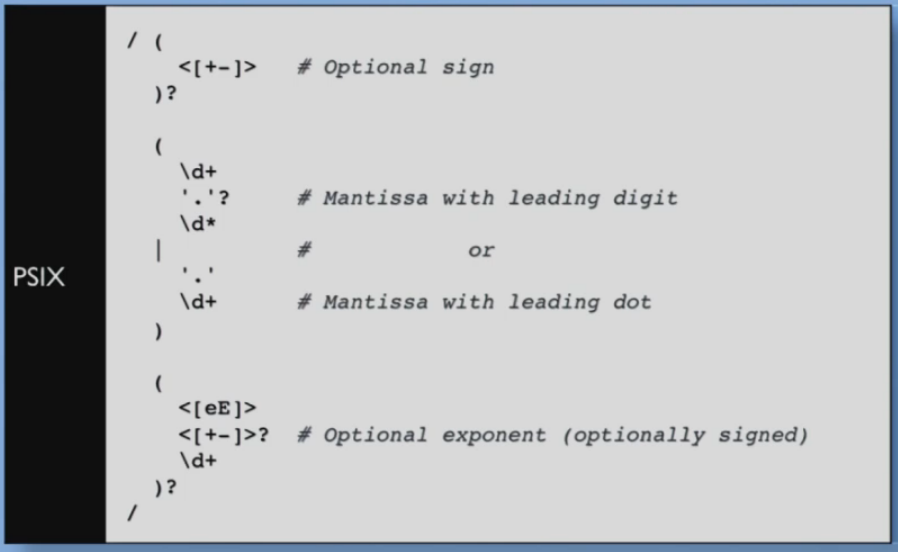 PSIX
/ (
<[+-]> # Optional sign
)?
(
\d+
'.'? # Mantissa with leading digit
\d*
| # or
'.'
\d+ # Mantissa with leading dot
)
(
<[eE]>
<[+-]>? # Optional exponent (optionally signed)
\d+
)?
/